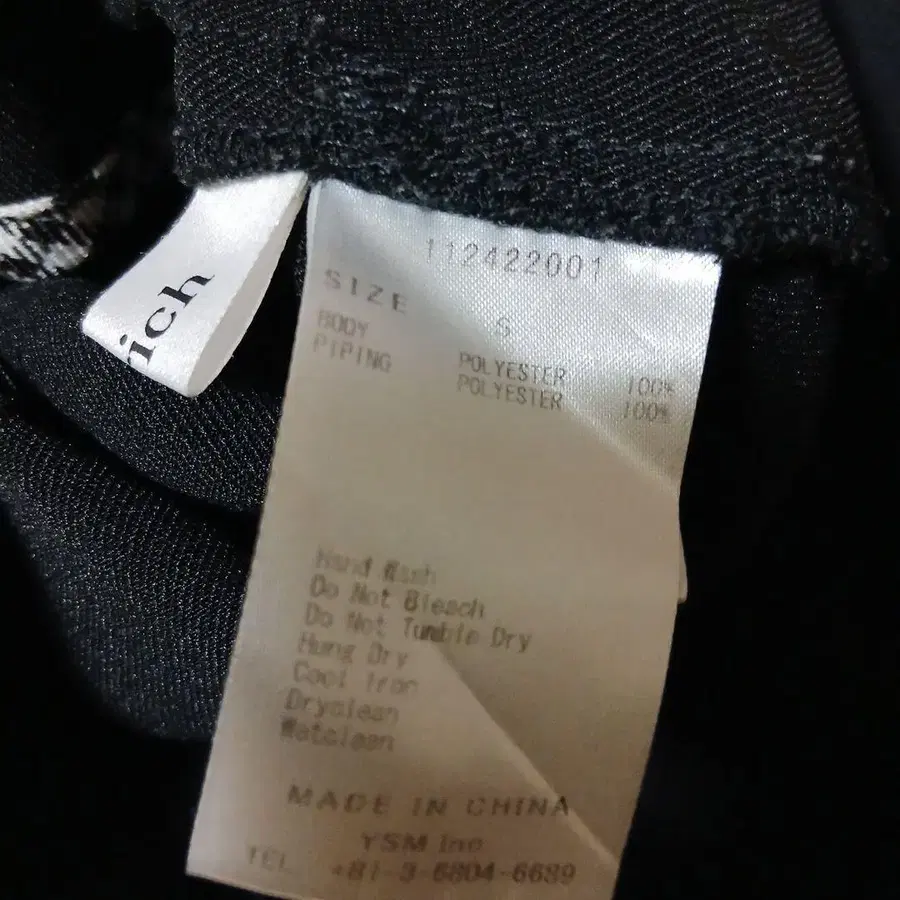 ich
112422001
SIZE S
BODY POLYESTER 100%
PIPING POLYESTER 100%
Hand Wash
Do Not Bleach
Do Not Tumble Dry
Hung Dry
Cool Iron
Dryclean
Wetclean
MADE IN CHINA
YSM Inc
TEL +81-3-6804-6689